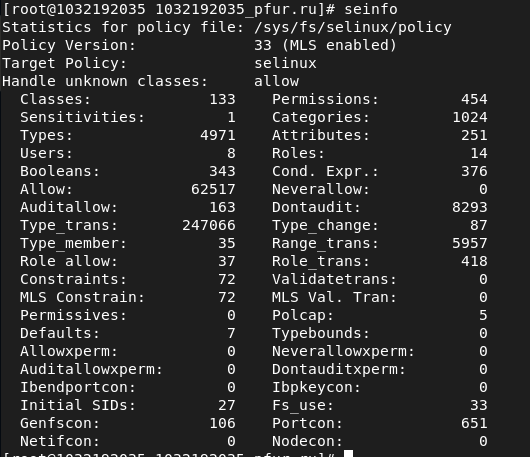 [root@1032192035 1032192035_pfur.ru]# seinfo
Statistics for policy file: /sys/fs/selinux/policy
Policy Version:             33 (MLS enabled)
Target Policy:              selinux
Handle unknown classes:     allow
  Classes:             133    Permissions:         454
  Sensitivities:         1    Categories:         1024
  Types:              4971    Attributes:          251
  Users:                 8    Roles:                14
  Booleans:            343    Cond. Expr.:         376
  Allow:             62517    Neverallow:            0
  Auditallow:          163    Dontaudit:          8293
  Type_trans:       247066    Type_change:          87
  Type_member:          35    Range_trans:        5957
  Role allow:           37    Role_trans:          418
  Constraints:          72    Validatetrans:         0
  MLS Constrain:        72    MLS Val. Tran:         0
  Permissives:           0    Polcap:                5
  Defaults:              7    Typebounds:            0
  Allowxperm:            0    Neverallowxperm:       0
  Auditallowxperm:       0    Dontauditxperm:        0
  Ibendportcon:          0    Ibpkeycon:             0
  Initial SIDs:         27    Fs_use:               33
  Genfscon:            106    Portcon:             651
  Netifcon:              0    Nodecon:               0
[root@1032192035 1032192035_pfur.ru]#